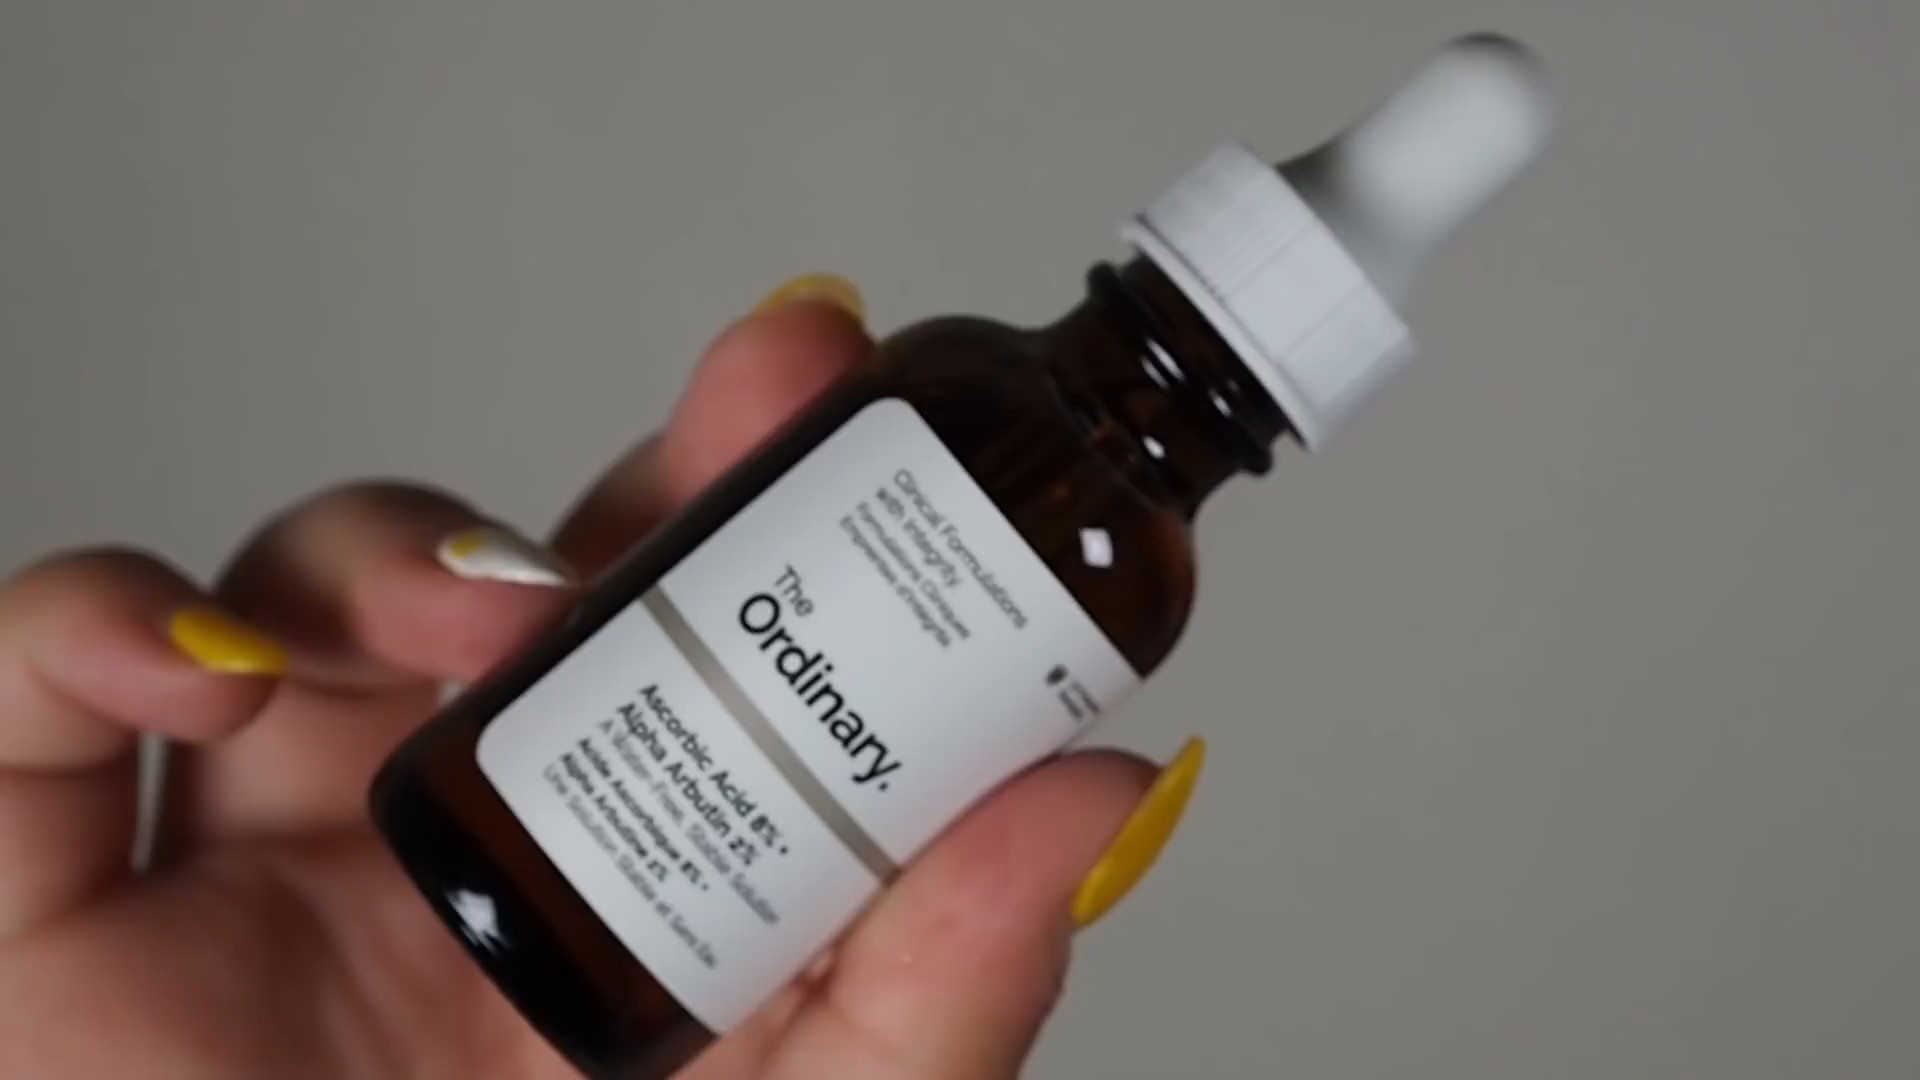 Clinical Formulations
with Integrity.
Formulations Cliniques
Empreintes d'Intégrité.
The
Ordinary.
Ascorbic Acid 8% +
Alpha Arbutin 2%
A Water-Free, Stable Solution
Acide Ascorbique 8% +
Alpha Arbutine 2%
Une Solution Stable et Sans Eau